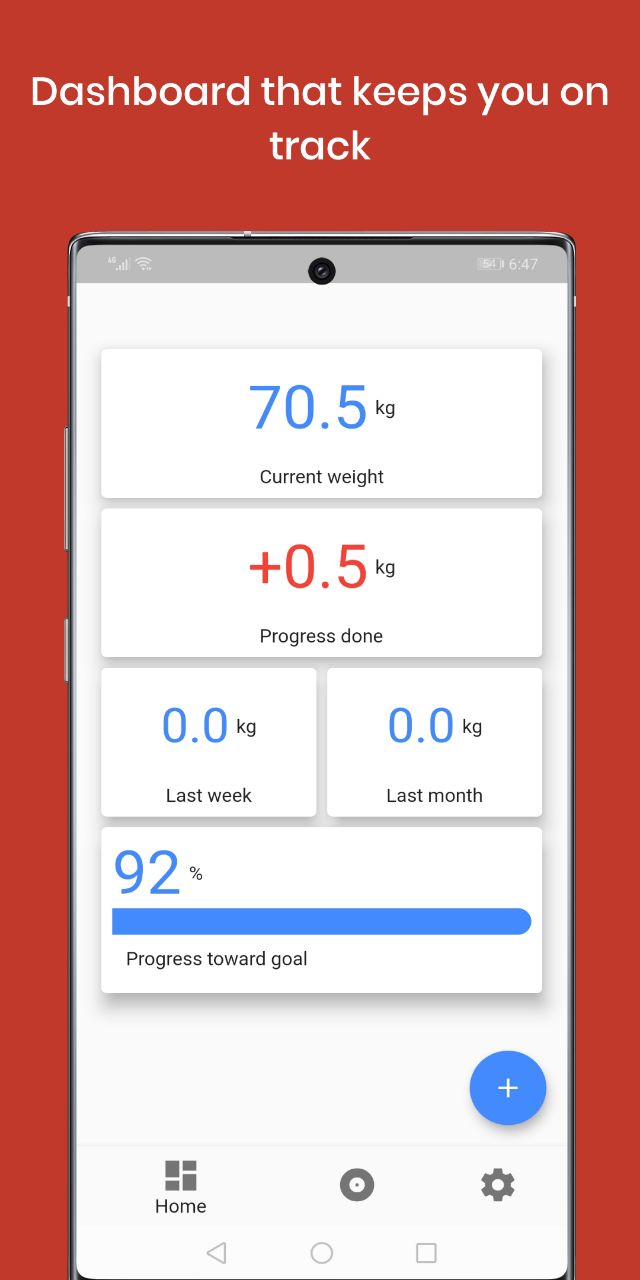 Dashboard that keeps you on
track
4G 54 6:47
70.5 kg
Current weight
+0.5 kg
Progress done
0.0 kg 0.0 kg
Last week Last month
92 %
Progress toward goal
+
Home